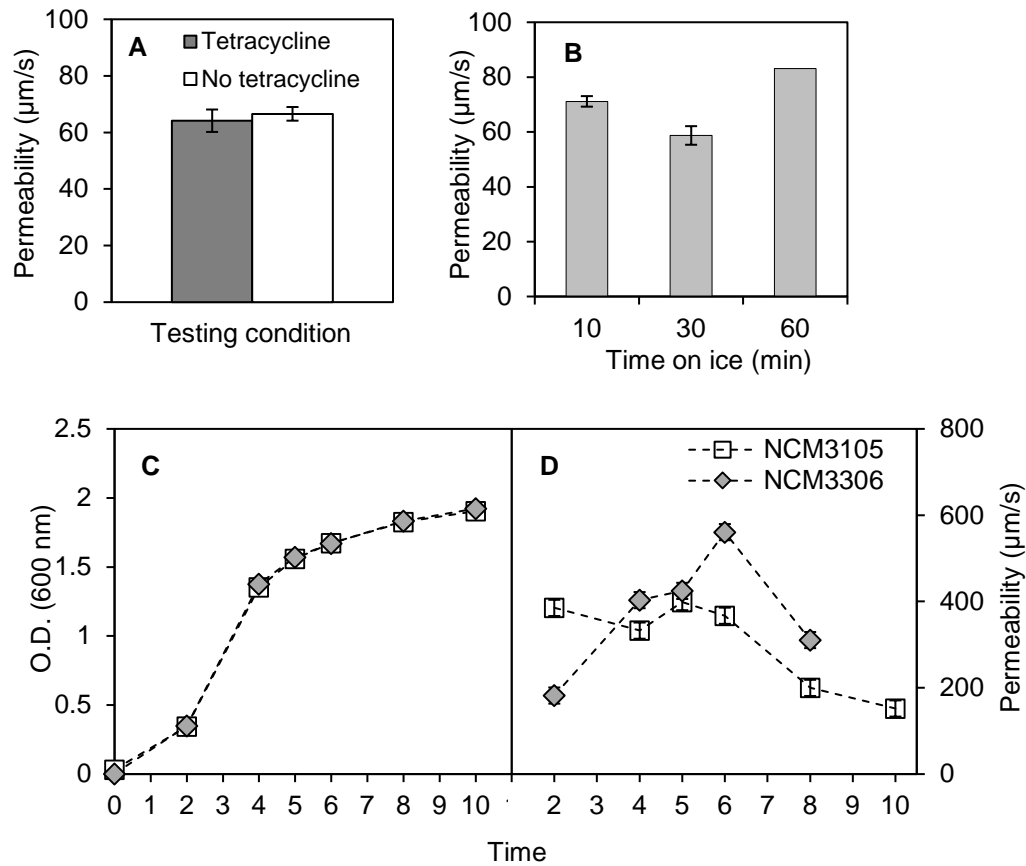 A
Tetracycline
No tetracycline
Permeability (µm/s)
100
80
60
40
20
0
Testing condition
B
Permeability (µm/s)
100
80
60
40
20
0
10 30 60
Time on ice (min)
C
O.D. (600 nm)
2.5
2
1.5
1
0.5
0
0 1 2 3 4 5 6 7 8 9 10
D
NCM3105
NCM3306
800
600
400
200
0
Permeability (µm/s)
2 3 4 5 6 7 8 9 10
Time